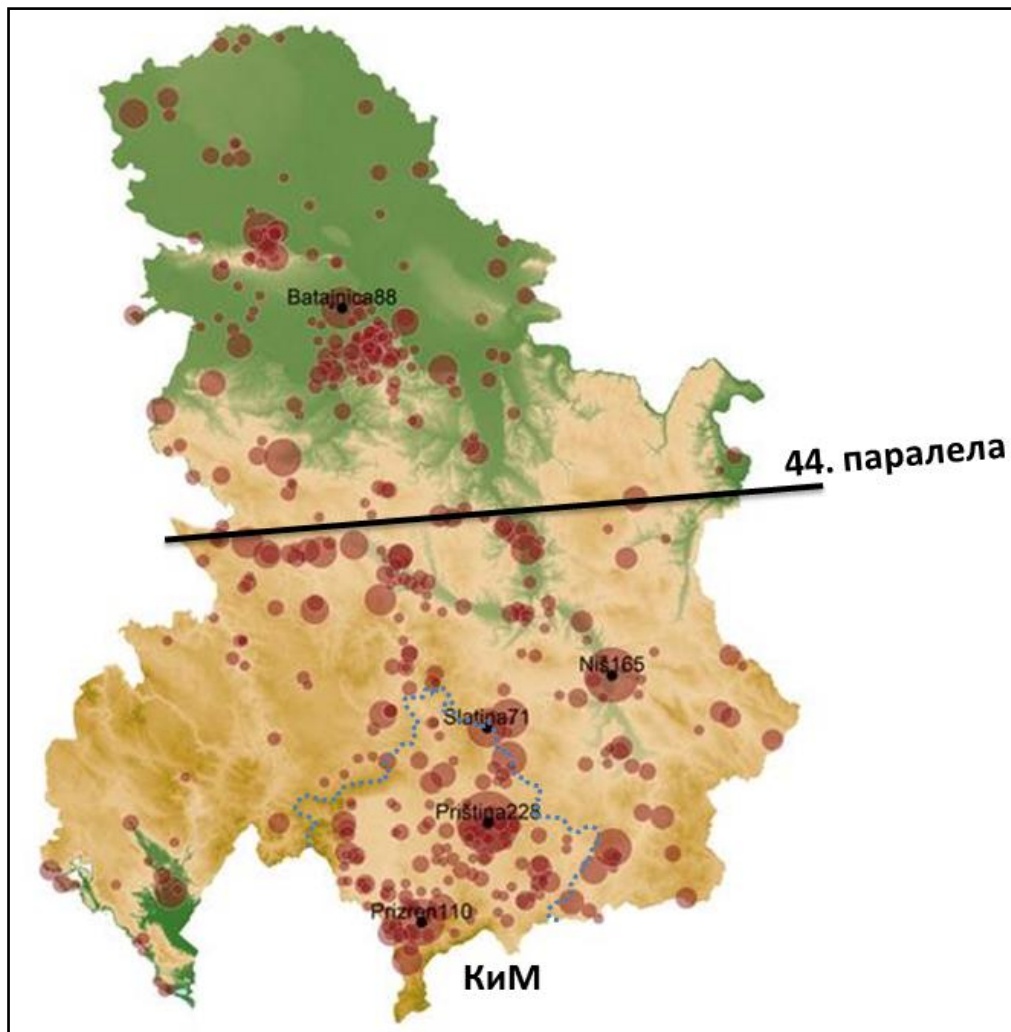 Batajnica88
44. паралела
Niš165
Slatina71
Priština228
Prizren110
КиМ